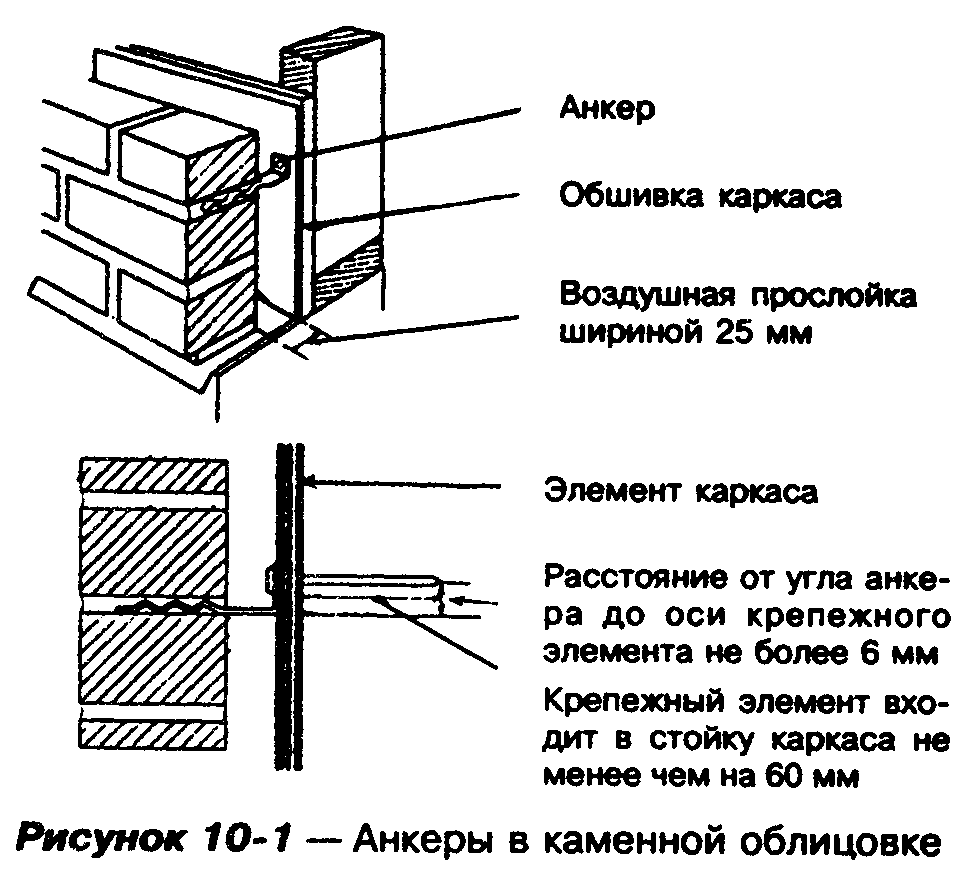 Анкер
Обшивка каркаса
Воздушная прослойка
шириной 25 мм
Элемент каркаса
Расстояние от угла анке-
ра до оси крепежного
элемента не более 6 мм
Крепежный элемент вхо-
дит в стойку каркаса не
менее чем на 60 мм
Рисунок 10-1 — Анкеры в каменной облицовке